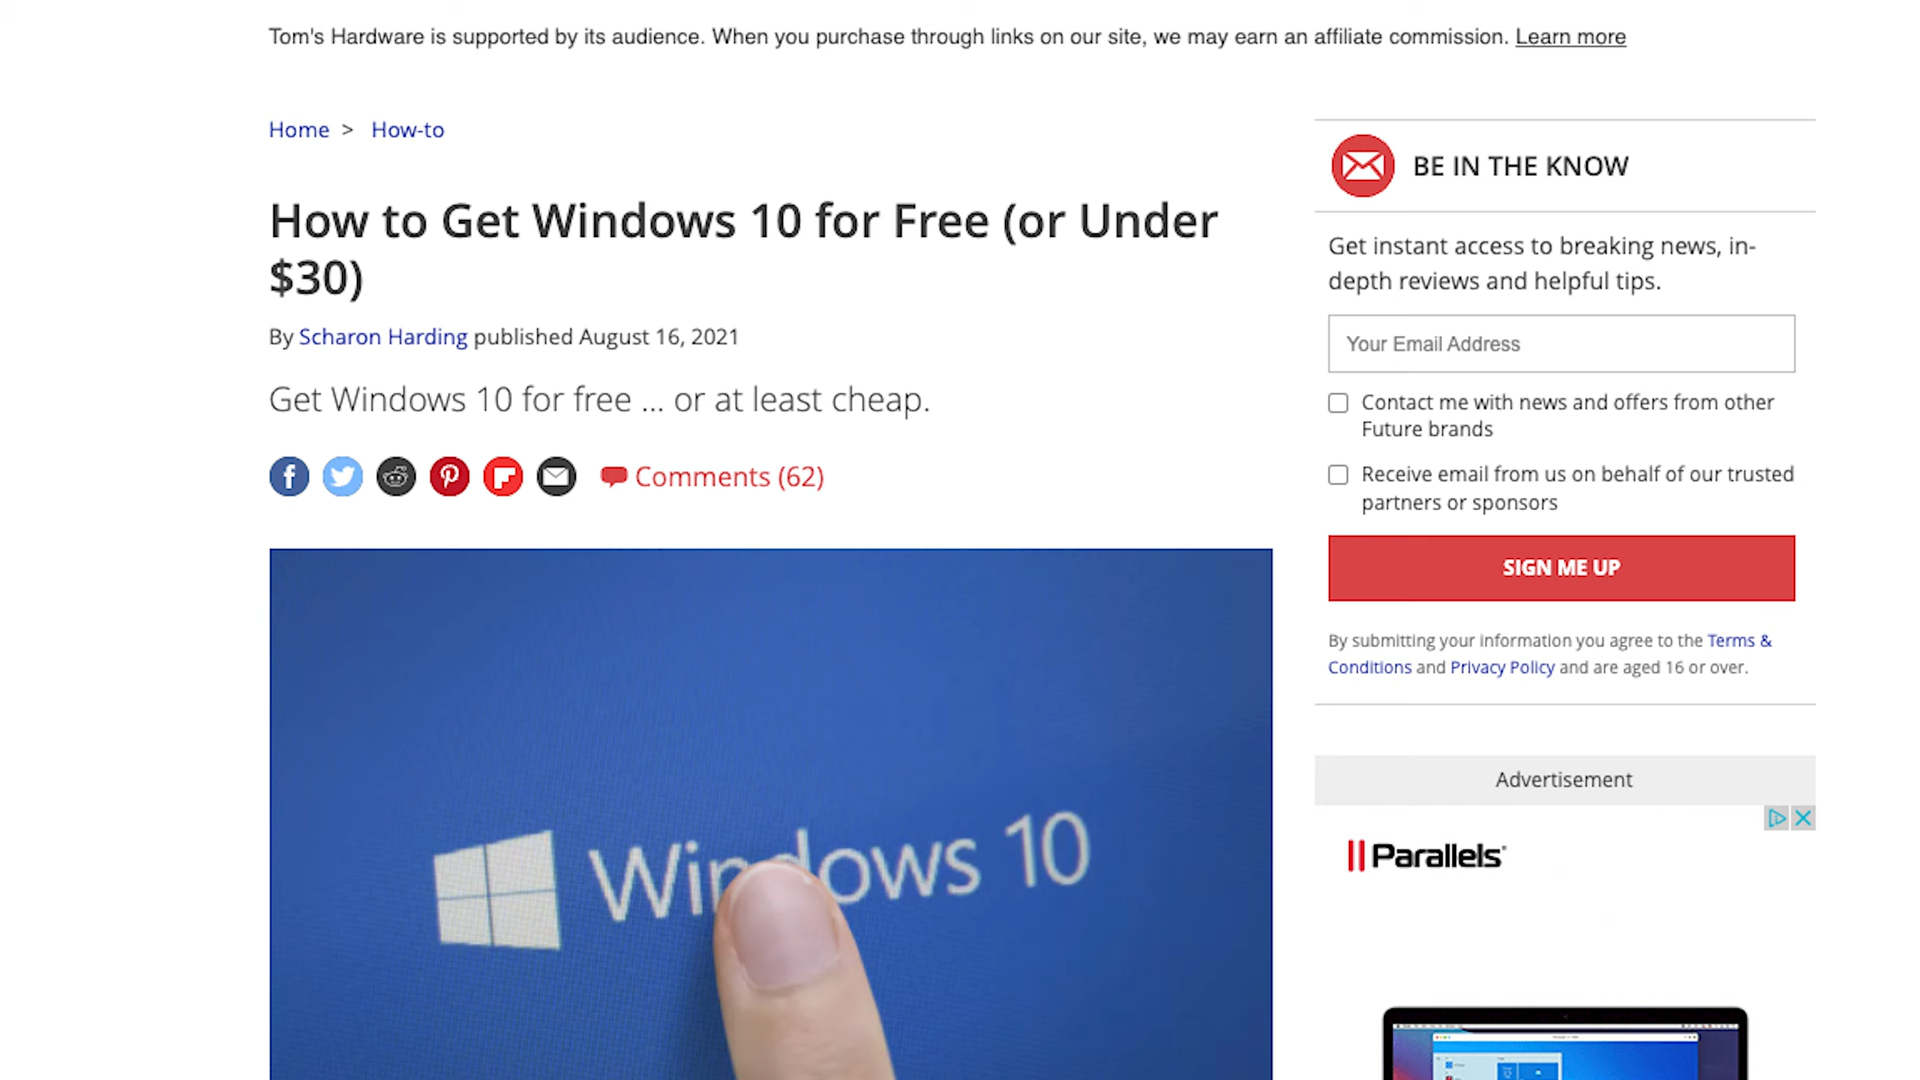 Tom's Hardware is supported by its audience. When you purchase through links on our site, we may earn an affiliate commission. Learn more
Home > How-to
How to Get Windows 10 for Free (or Under
$30)
By Scharon Harding published August 16, 2021
Get Windows 10 for free ... or at least cheap.
Comments (62)
Windows 10
BE IN THE KNOW
Get instant access to breaking news, in-
depth reviews and helpful tips.
Your Email Address
Contact me with news and offers from other
Future brands
Receive email from us on behalf of our trusted
partners or sponsors
SIGN ME UP
By submitting your information you agree to the Terms &
Conditions and Privacy Policy and are aged 16 or over.
Advertisement
Parallels